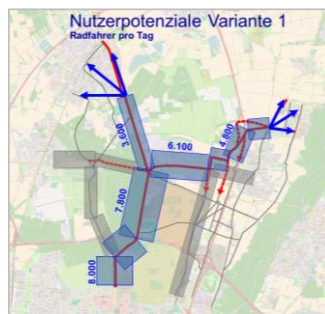 Nutzerpotenziale Variante 1
Radfahrer pro Tag
3.600
6.100
4.800
7.800
8.000